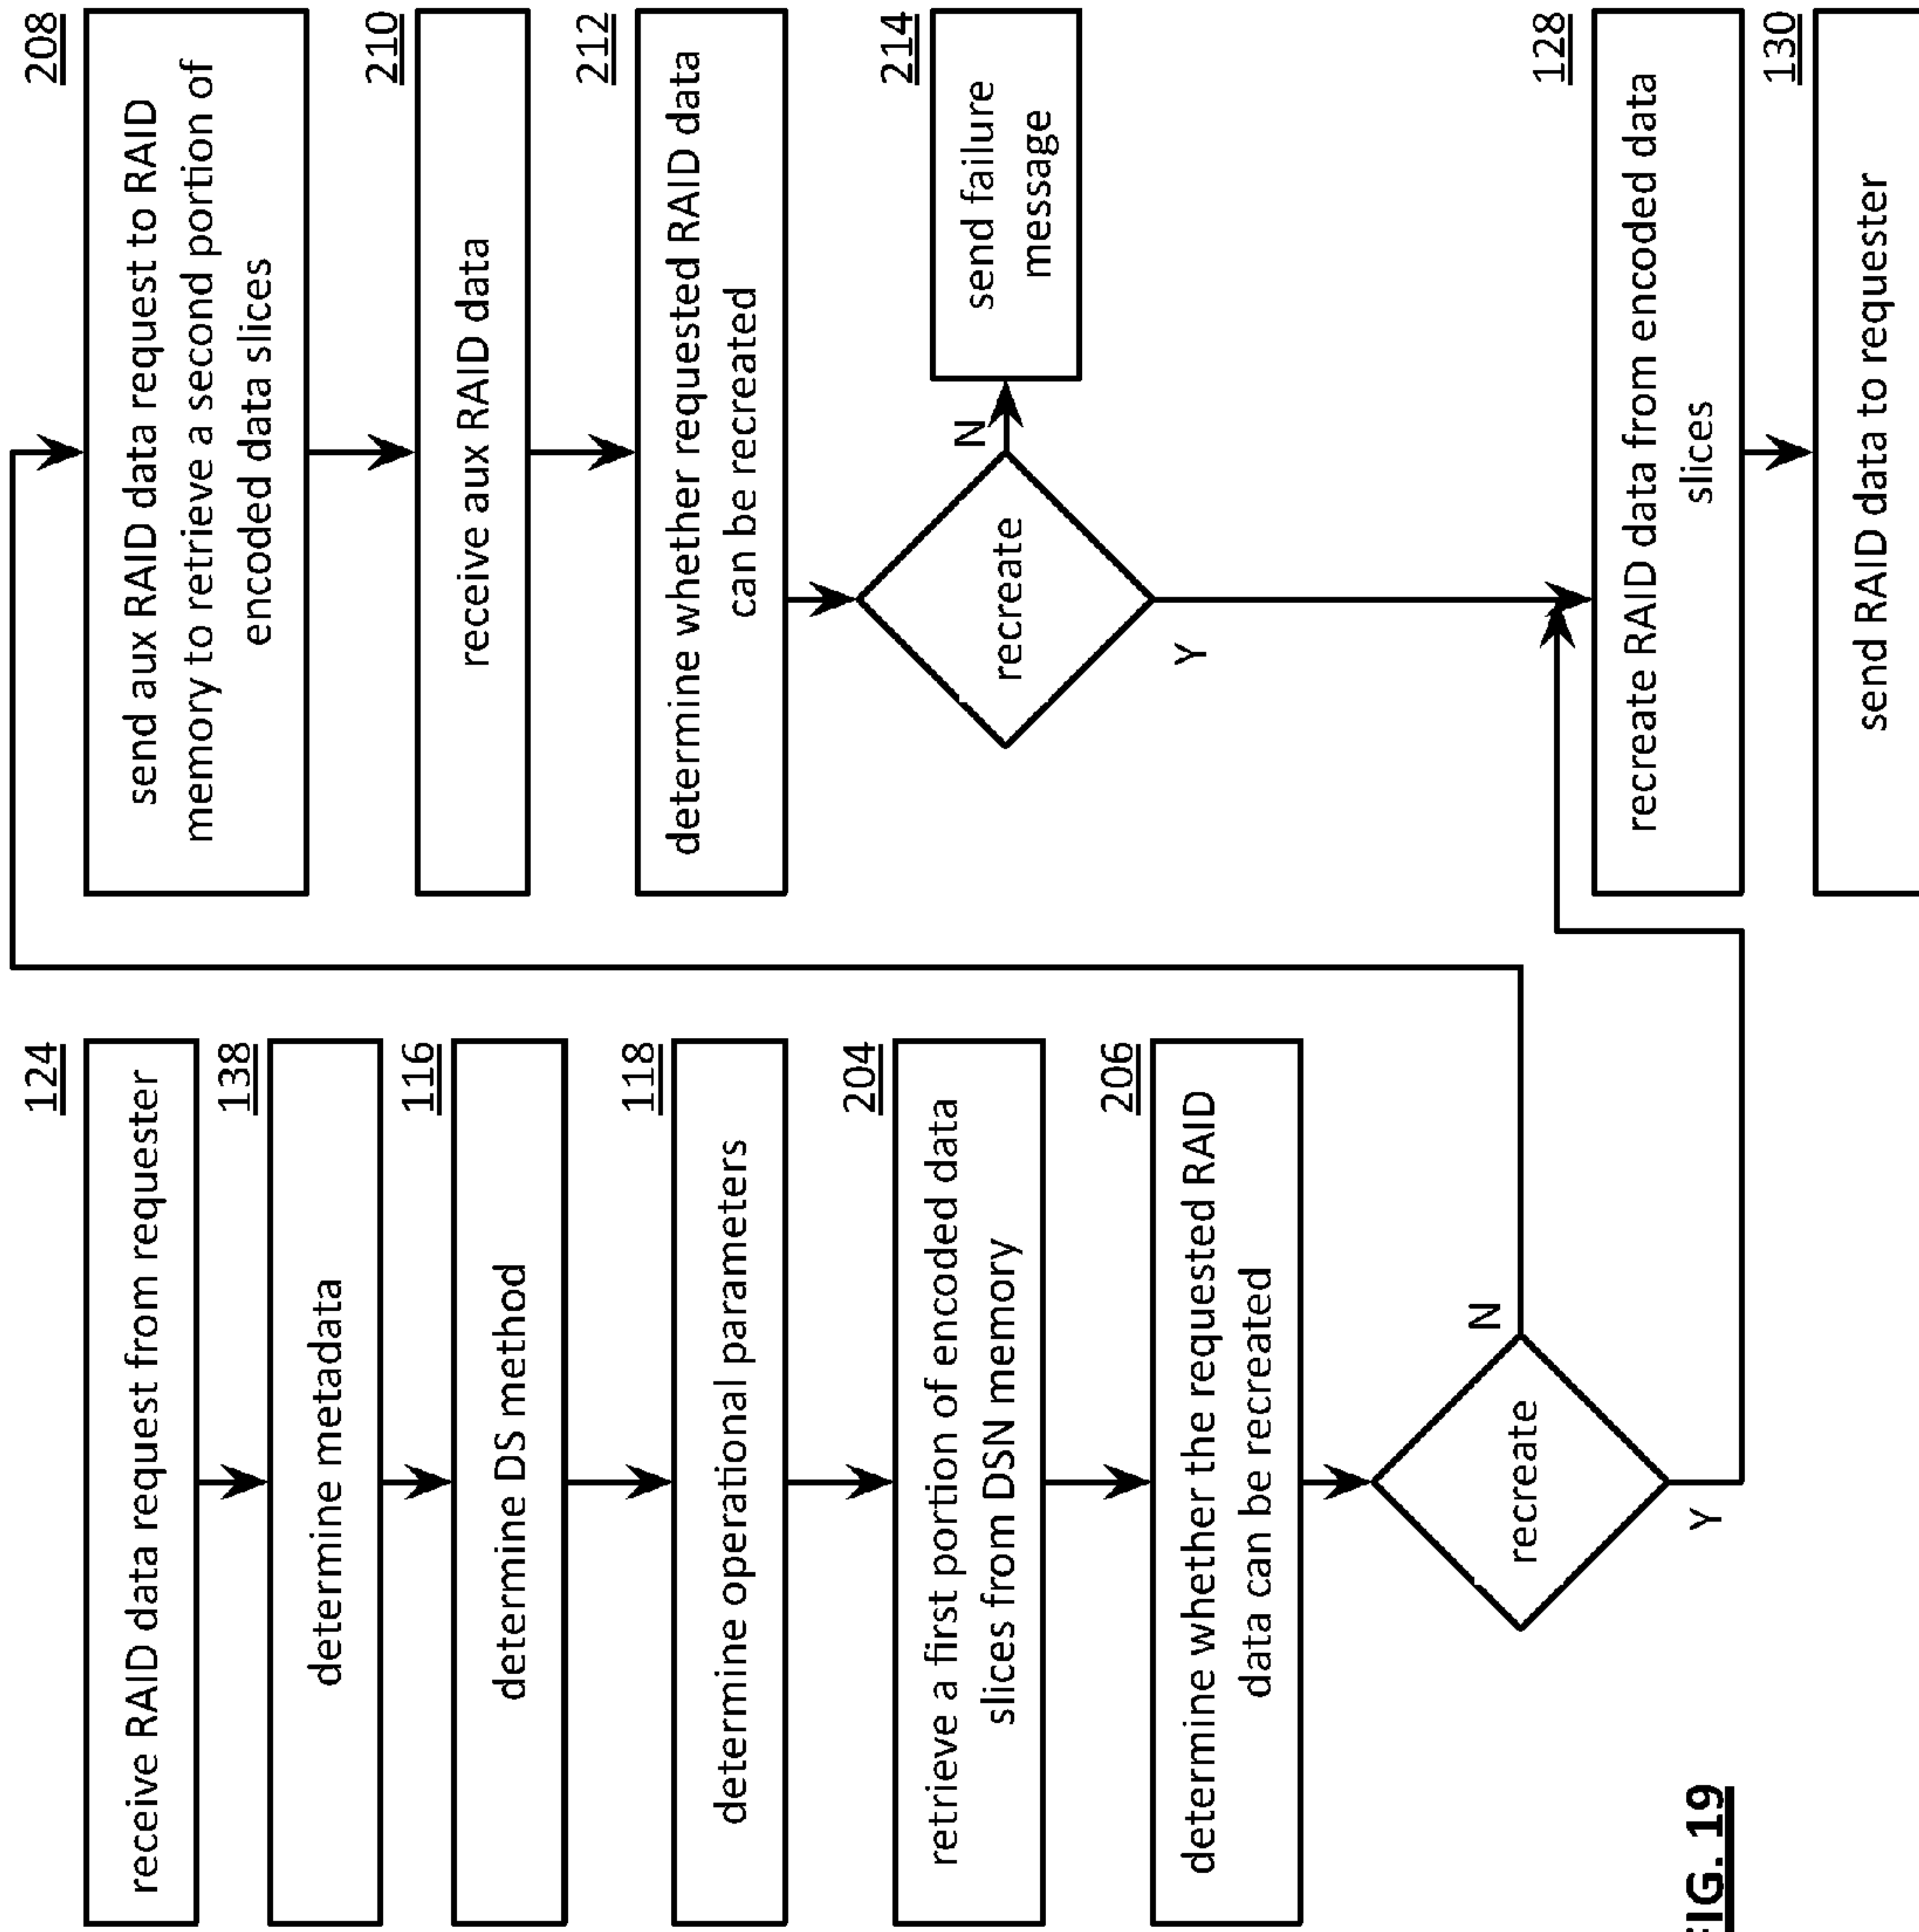 124
receive RAID data request from requester
138
determine metadata
116
determine DS method
118
determine operational parameters
204
retrieve a first portion of encoded data
slices from DSN memory
206
determine whether the requested RAID
data can be recreated
recreate
N
Y
208
send aux RAID data request to RAID
memory to retrieve a second portion of
encoded data slices
210
receive aux RAID data
212
determine whether requested RAID data
can be recreated
recreate
N
214
send failure
message
Y
128
recreate RAID data from encoded data
slices
130
send RAID data to requester
FIG. 19